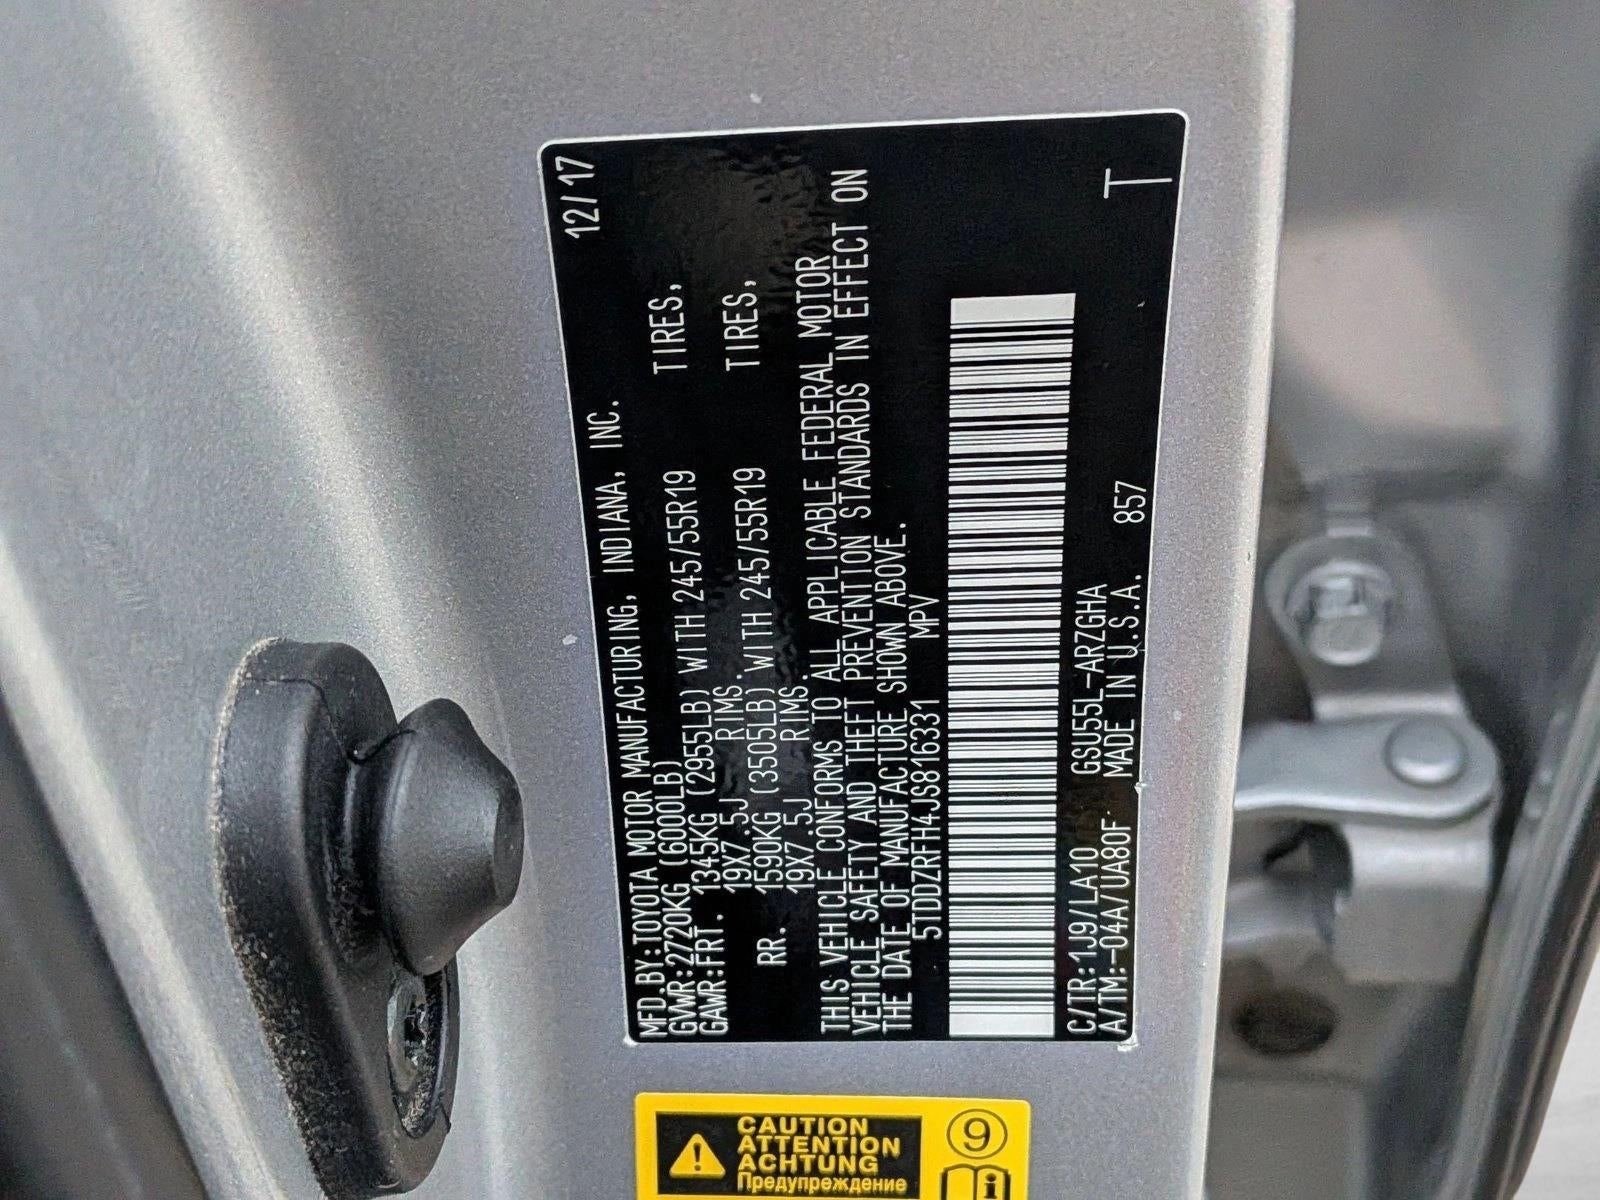 MFD.BY:TOYOTA MOTOR MANUFACTURING, INDIANA, INC. 12/17
GVWR:2720KG (6000LB)
GAWR:FRT. 1345KG (2955LB) WITH 245/55R19 TIRES,
19X7.5J RIMS.
RR. 1590KG (3505LB) WITH 245/55R19 TIRES,
19X7.5J RIMS.
THIS VEHICLE CONFORMS TO ALL APPLICABLE FEDERAL MOTOR
VEHICLE SAFETY AND THEFT PREVENTION STANDARDS IN EFFECT ON
THE DATE OF MANUFACTURE SHOWN ABOVE.
5TDDZRFH4JS816331 MPV
C/TR:1J9/LA10 GSU55L-ARZGHA
A/TM:-04A/UA80F MADE IN U.S.A. 857 T
CAUTION
ATTENTION
ACHTUNG
Предупреждение
9
i